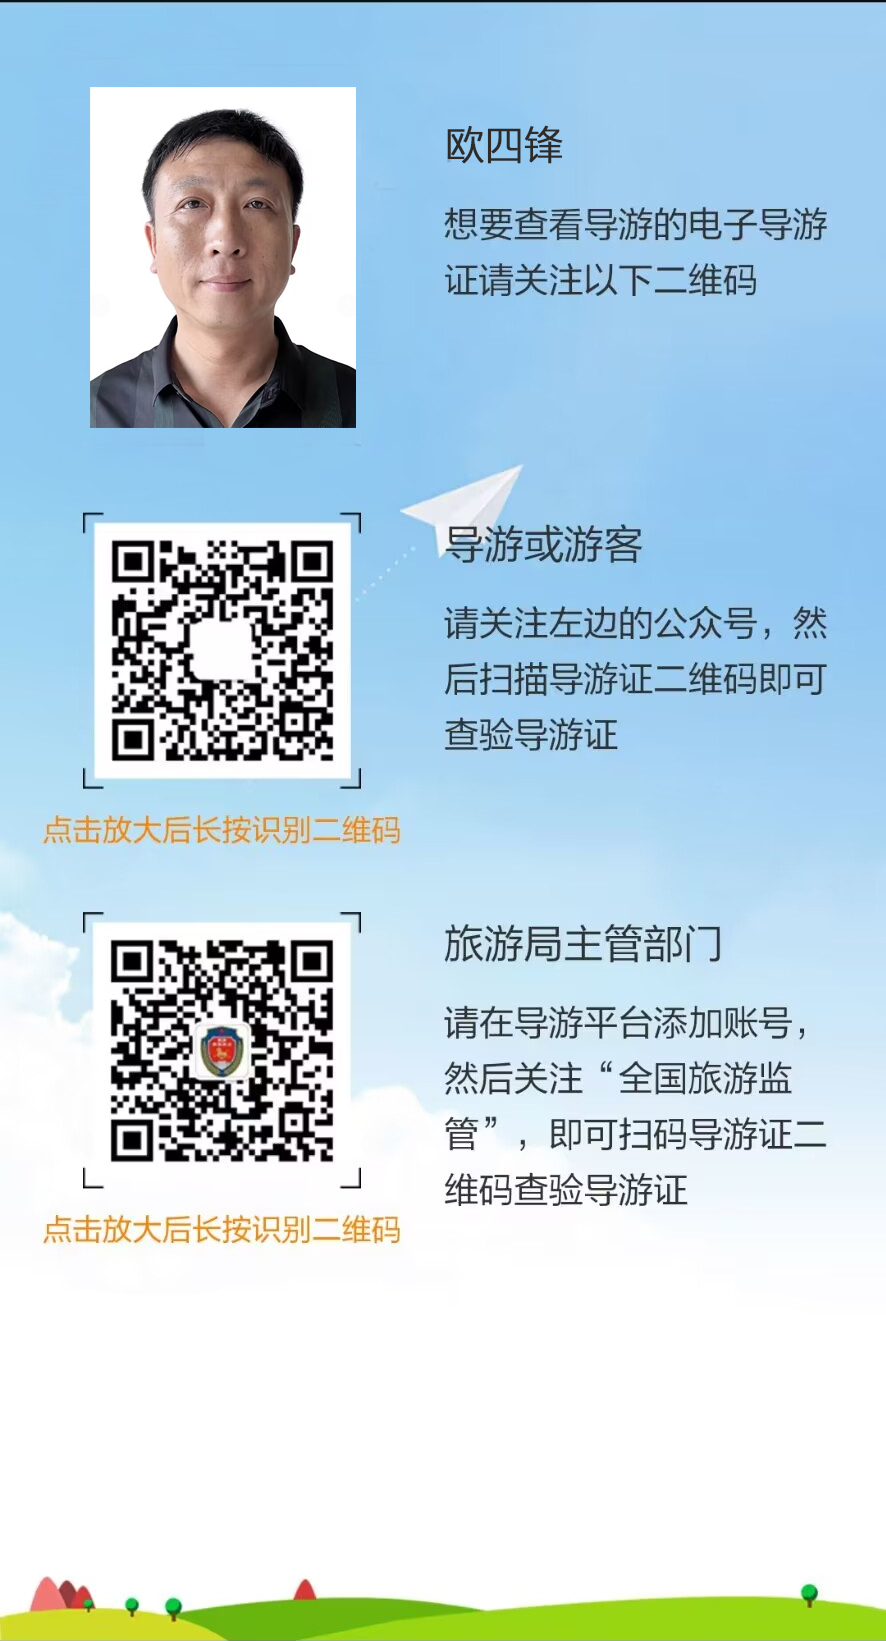 欧四锋
想要查看导游的电子导游
证请关注以下二维码
导游或游客
请关注左边的公众号，然
后扫描导游证二维码即可
查验导游证
点击放大后长按识别二维码
旅游局主管部门
请在导游平台添加账号，
然后关注“全国旅游监
管”，即可扫码导游证二
维码查验导游证
点击放大后长按识别二维码